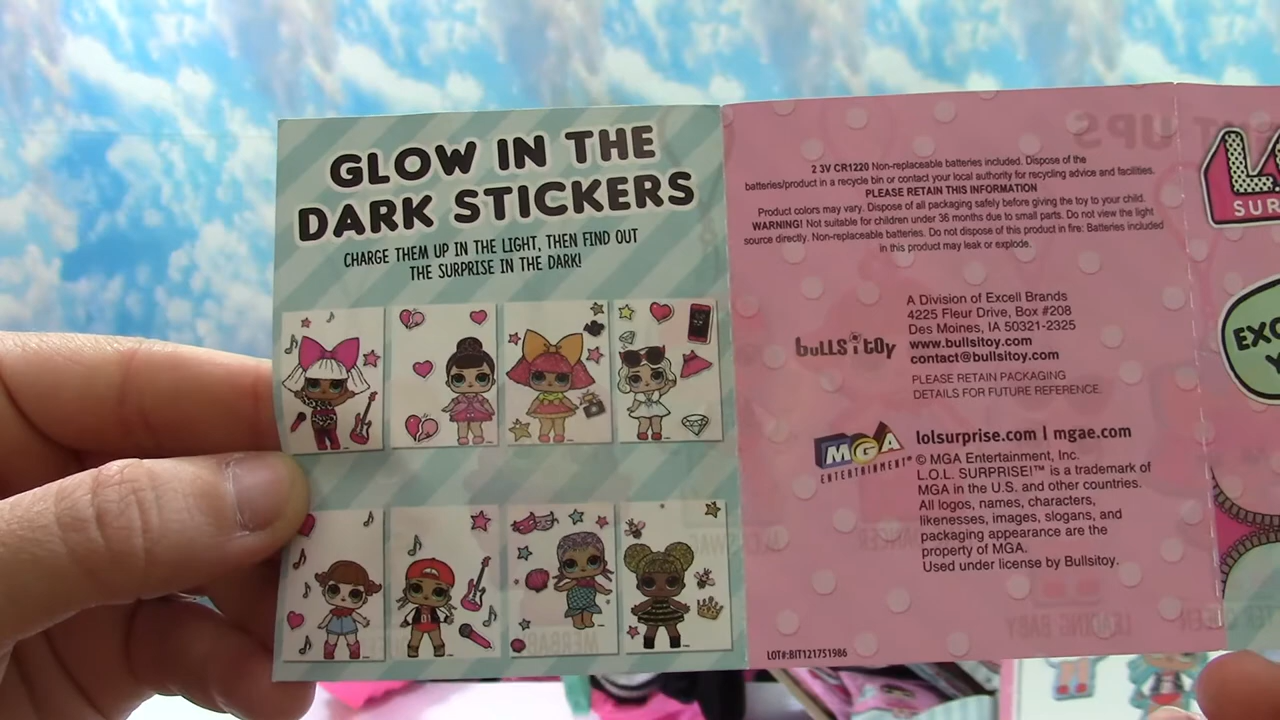 GLOW IN THE
DARK STICKERS
CHARGE THEM UP IN THE LIGHT, THEN FIND OUT
THE SURPRISE IN THE DARK!
2 3V CR1220 Non-replaceable batteries included. Dispose of the
batteries/product in a recycle bin or contact your local authority for recycling advice and facilities.
PLEASE RETAIN THIS INFORMATION
Product colors may vary. Dispose of all packaging safely before giving the toy to your child.
WARNING! Not suitable for children under 36 months due to small parts. Do not view the light
source directly. Non-replaceable batteries. Do not dispose of this product in fire: Batteries included
in this product may leak or explode.
bulls i toy
A Division of Excell Brands
4225 Fleur Drive, Box #208
Des Moines, IA 50321-2325
www.bullsitoy.com
contact@bullsitoy.com
PLEASE RETAIN PACKAGING
DETAILS FOR FUTURE REFERENCE.
MGA
ENTERTAINMENT
lolsurprise.com | mgae.com
© MGA Entertainment, Inc.
L.O.L. SURPRISE!™ is a trademark of
MGA in the U.S. and other countries.
All logos, names, characters,
likenesses, images, slogans, and
packaging appearance are the
property of MGA.
Used under license by Bullsitoy.
LOT#:BIT121751986
SUR